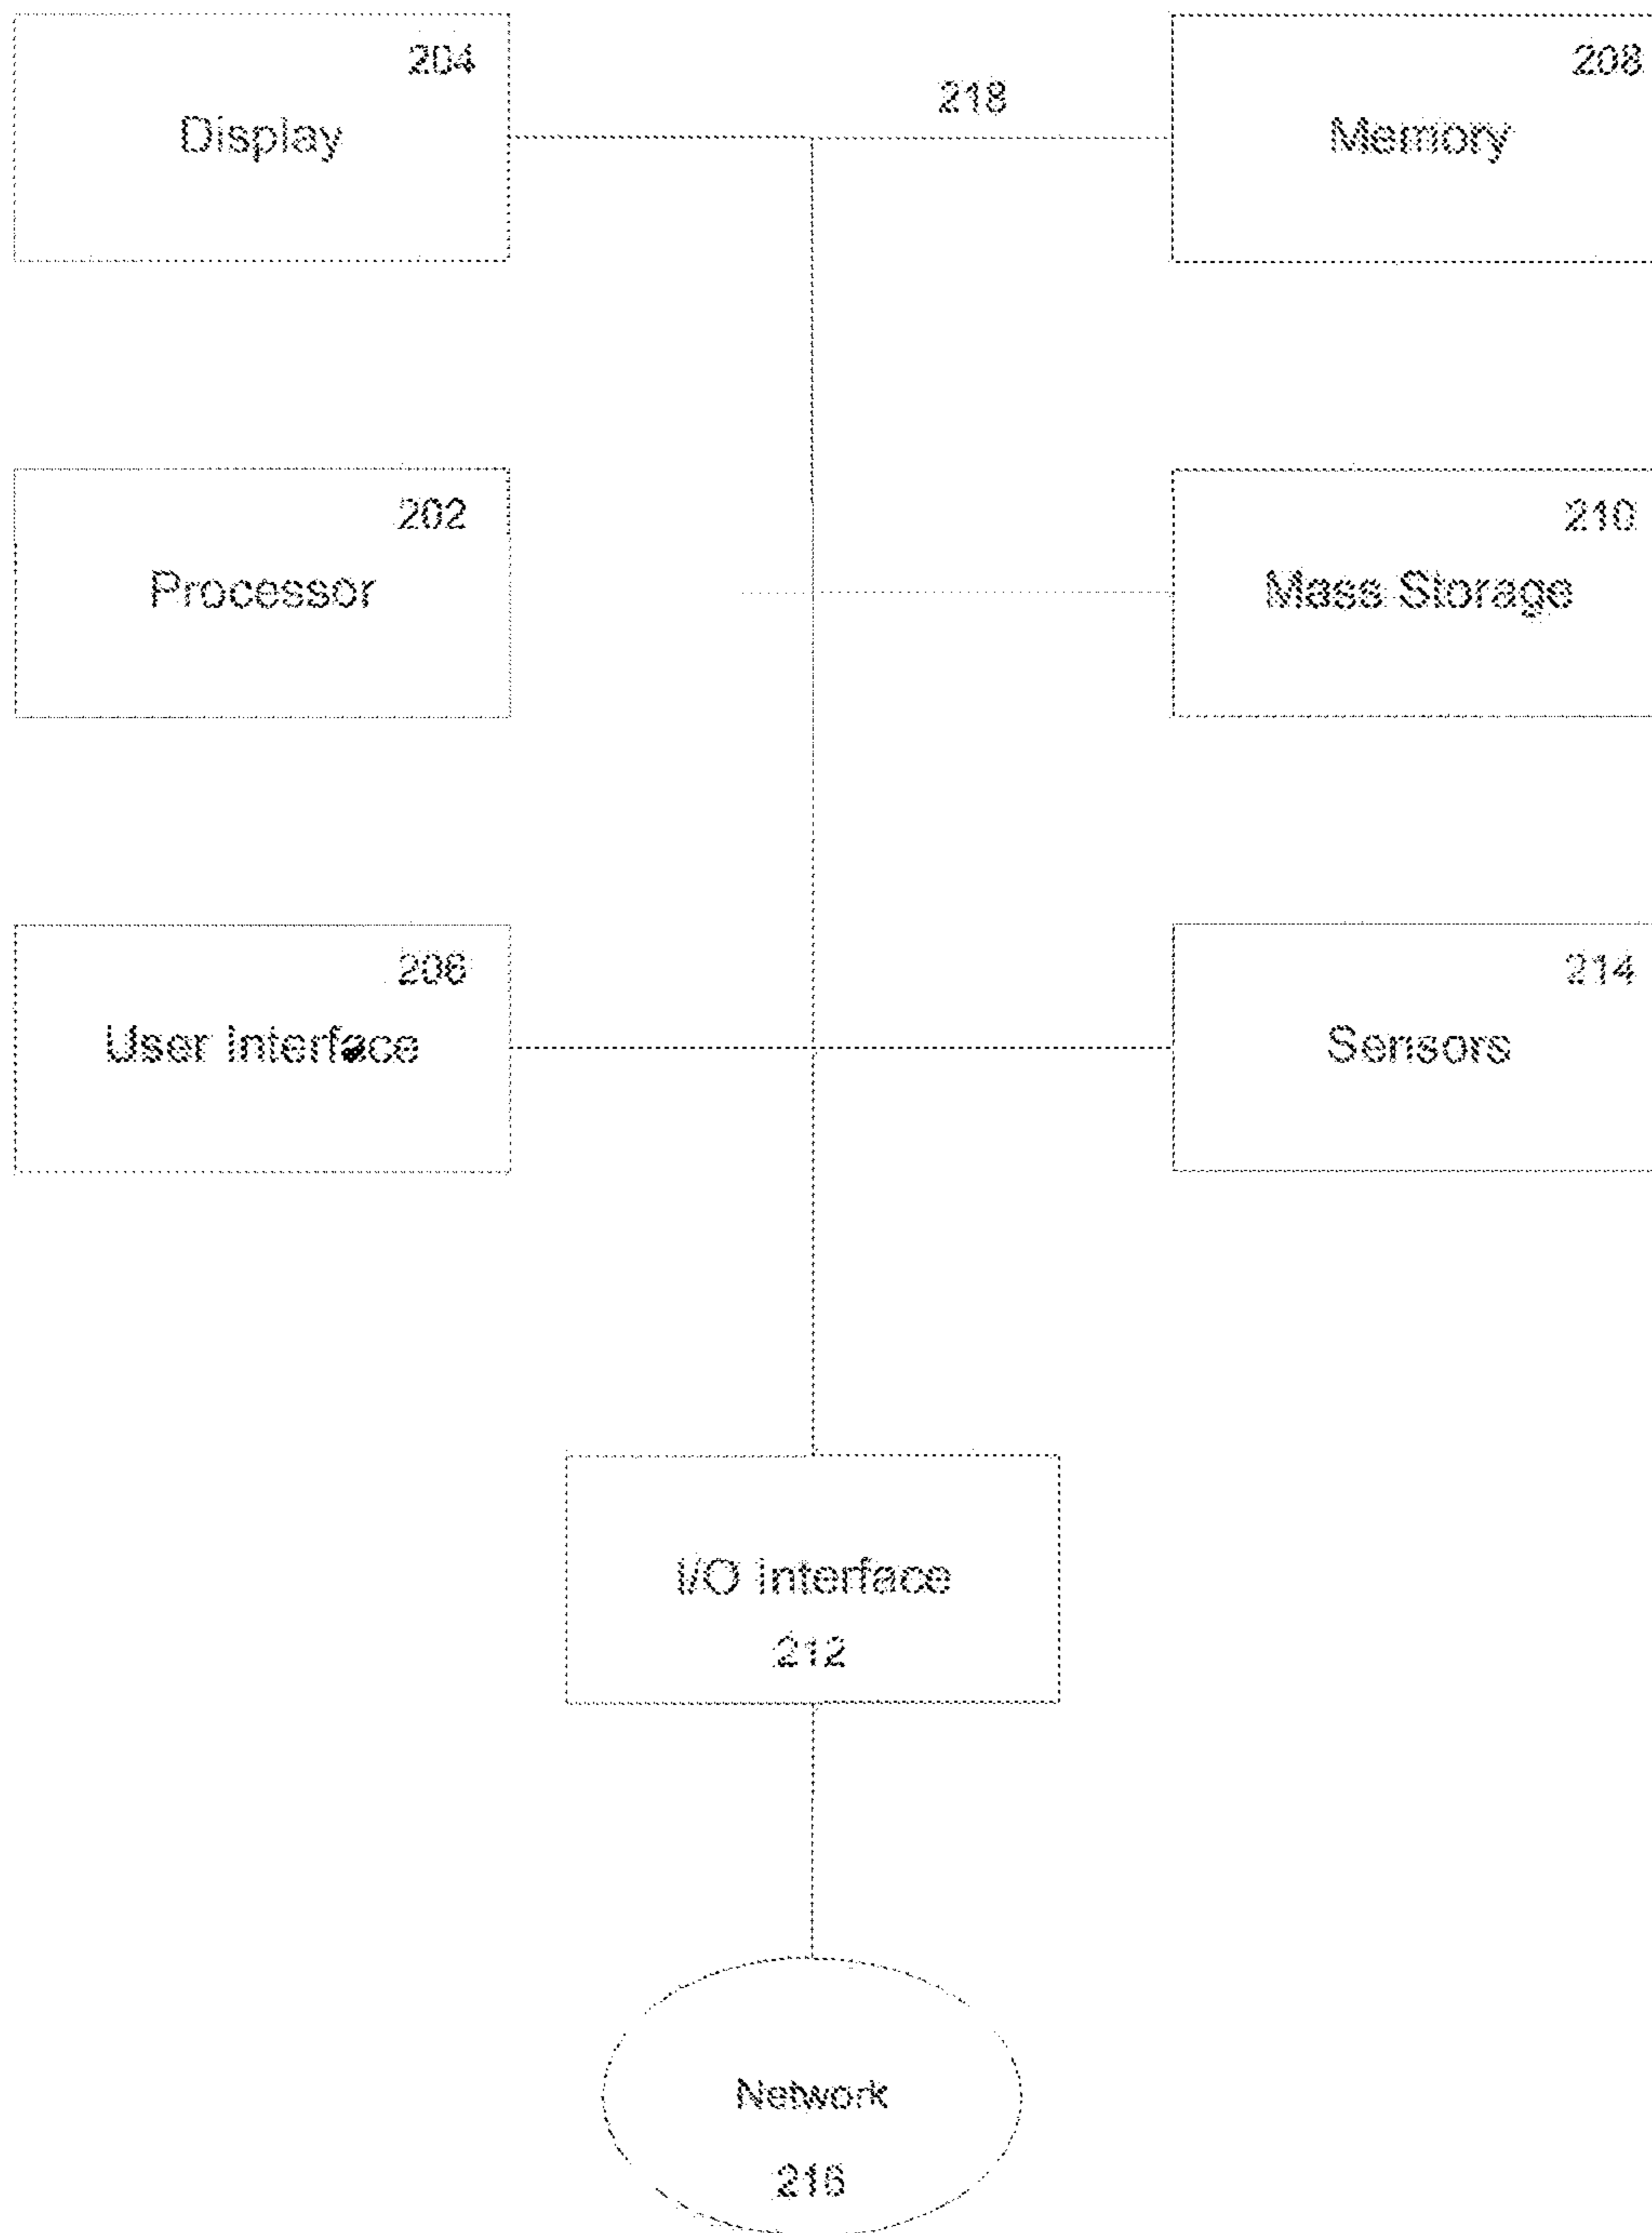 204
Display
218
208
Memory
202
Processor
210
Mass Storage
206
User Interface
214
Sensors
I/O Interface
212
Network
216